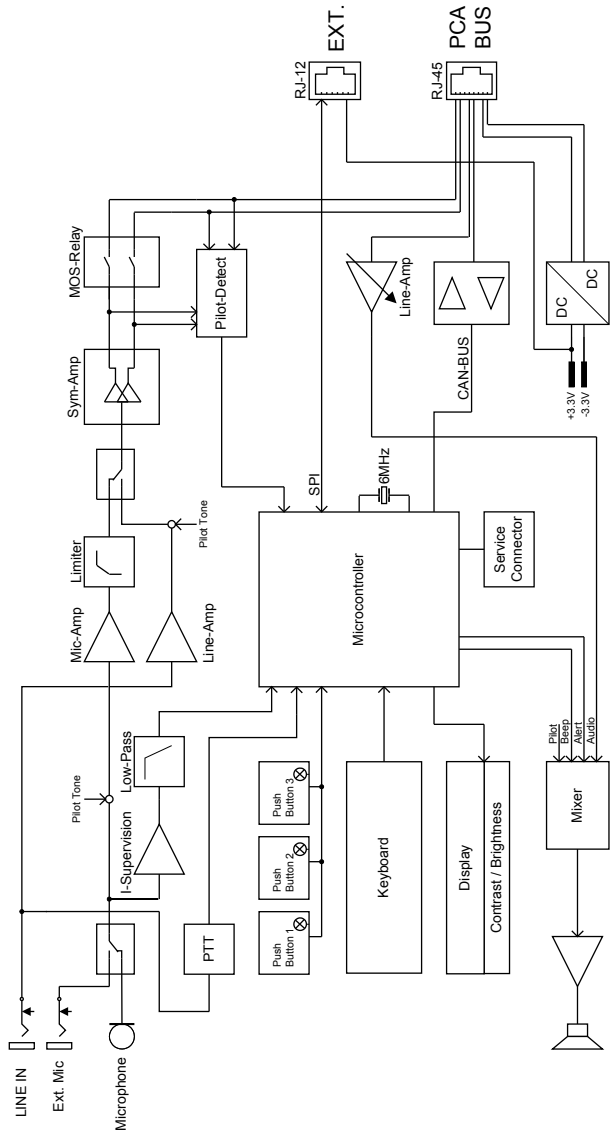 LINE IN
Ext. Mic
Microphone
PTT
I-Supervision
Low-Pass
Pilot Tone
Mic-Amp
Line-Amp
Limiter
Pilot Tone
Sym-Amp
MOS-Relay
Pilot-Detect
RJ-12
EXT.
RJ-45
PCA
BUS
Push
Button 1
Push
Button 2
Push
Button 3
Keyboard
Display
Contrast / Brightness
Microcontroller
SPI
6MHz
Service
Connector
CAN-BUS
Line-Amp
DC
DC
+3.3V
-3.3V
Mixer
Pilot
Beep
Alert
Audio